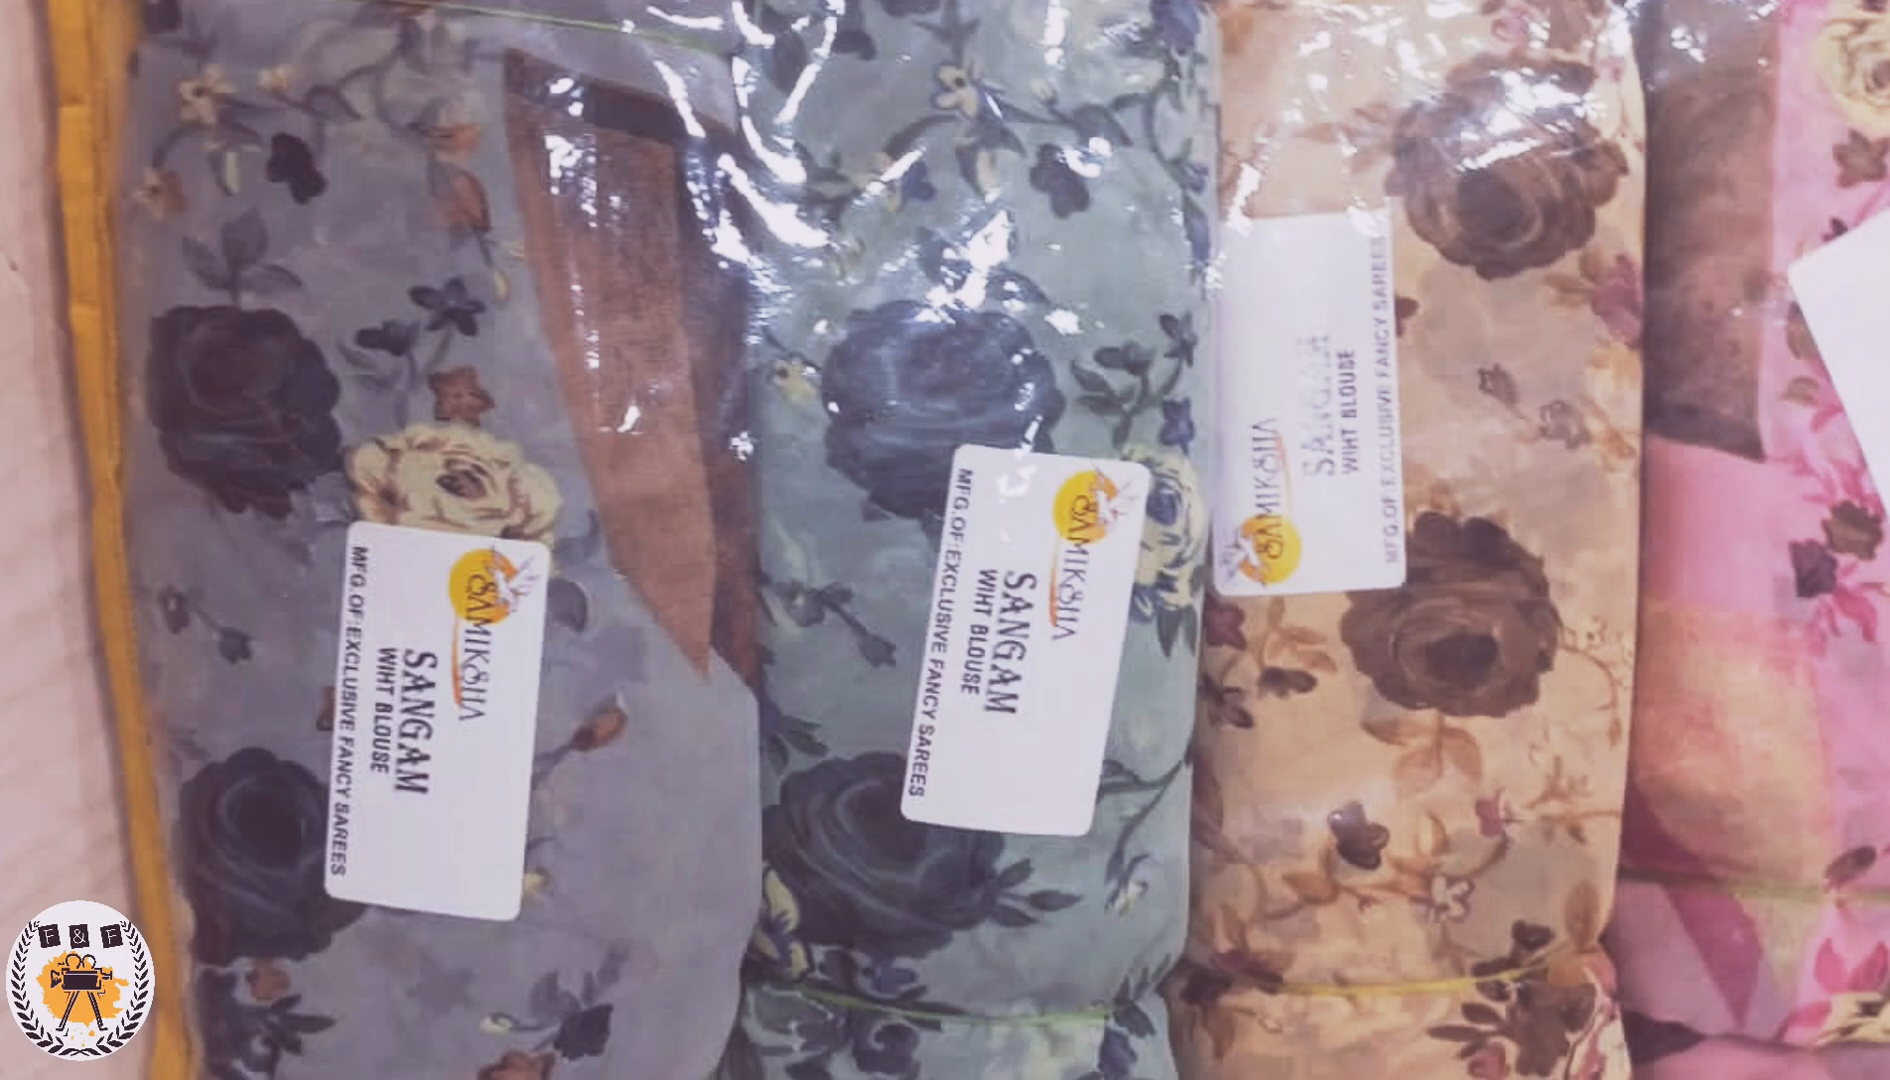 SAMIKSHA
SANGAM
WIHT BLOUSE
MFG.OF:EXCLUSIVE FANCY SAREES
SAMIKSHA
SANGAM
WIHT BLOUSE
MFG.OF:EXCLUSIVE FANCY SAREES
SAMIKSHA
SANGAM
WIHT BLOUSE
MFG.OF EXCLUSIVE FANCY SAREES
F & F